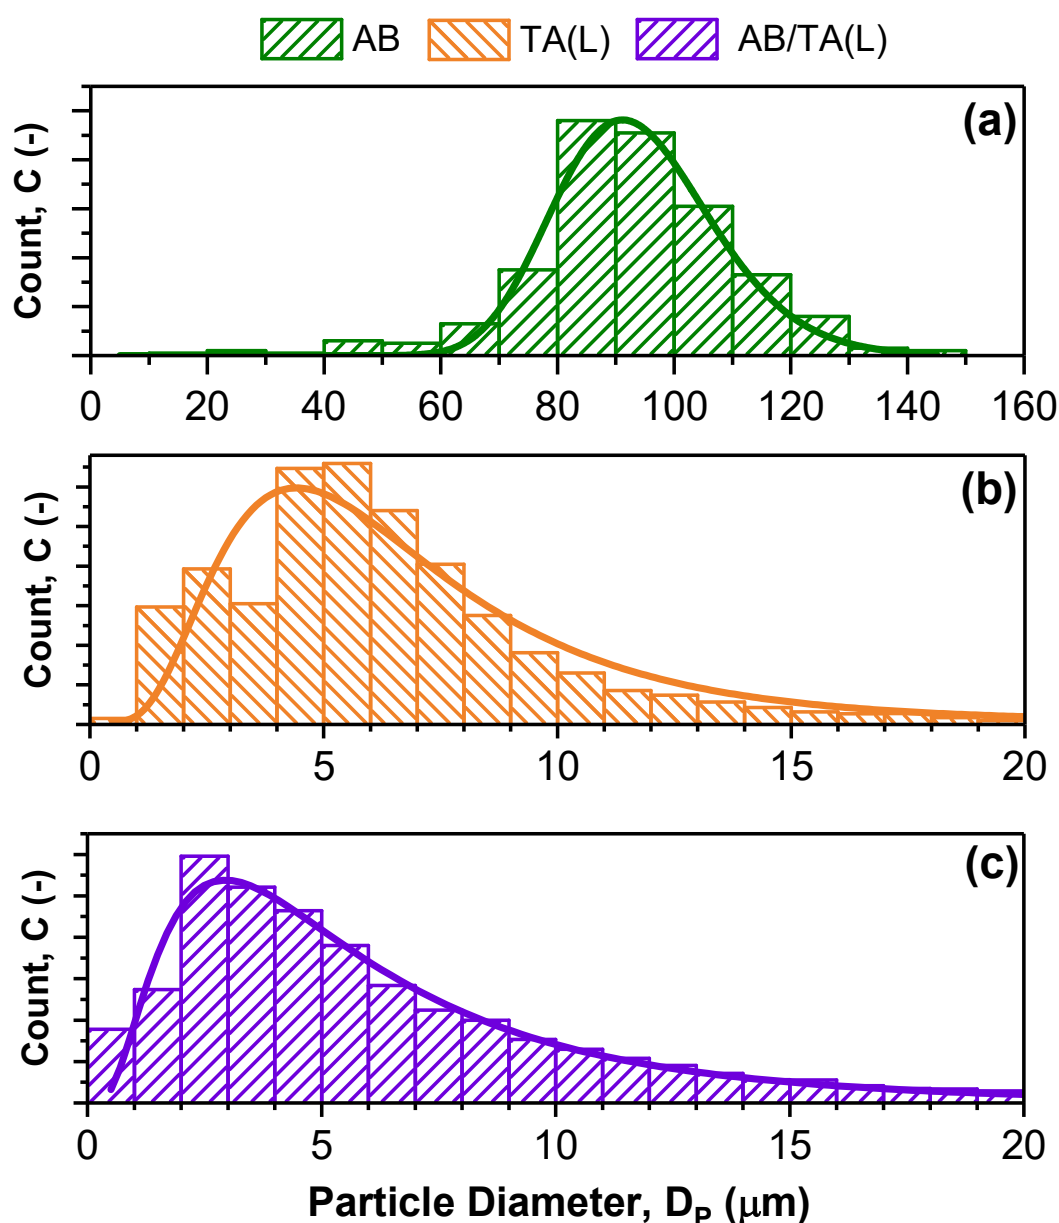 AB TA(L) AB/TA(L)
(a)
Count, C (-)
0 20 40 60 80 100 120 140 160
(b)
Count, C (-)
0 5 10 15 20
(c)
Count, C (-)
0 5 10 15 20
Particle Diameter, D_P (μm)